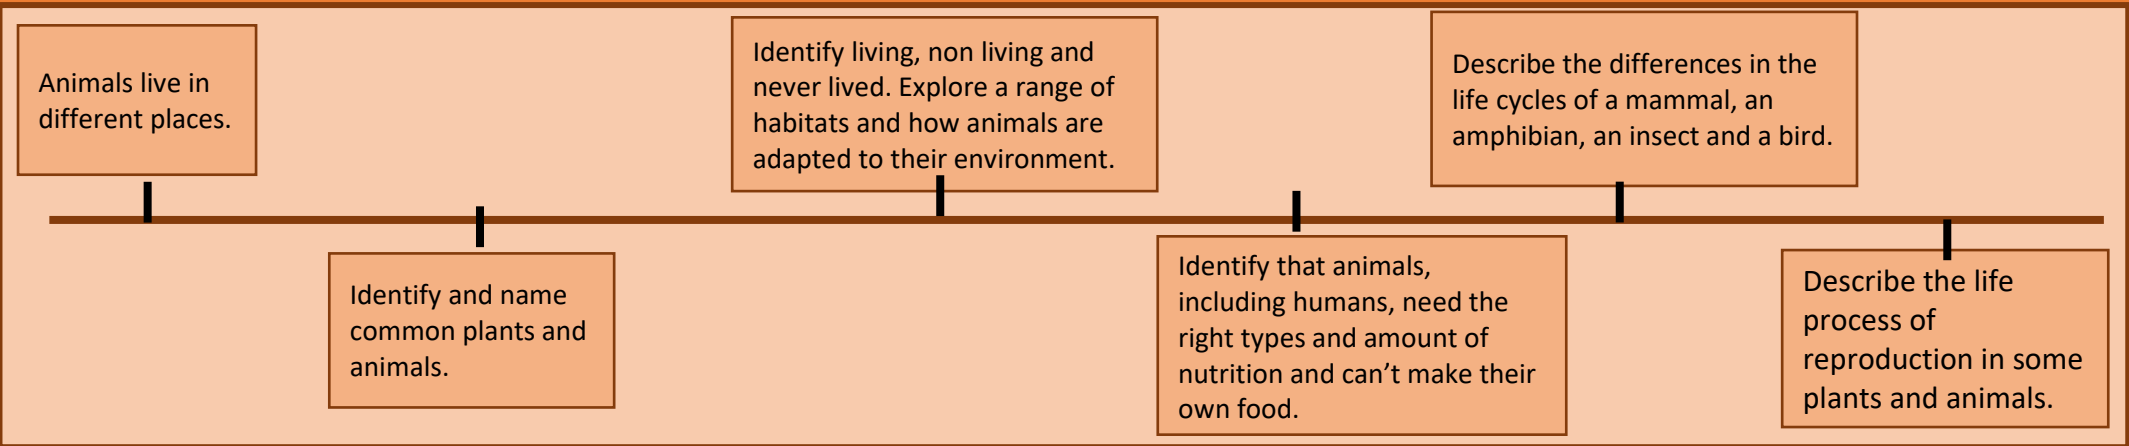 Animals live in
different places.
Identify and name
common plants and
animals.
Identify living, non living and
never lived. Explore a range of
habitats and how animals are
adapted to their environment.
Identify that animals,
including humans, need the
right types and amount of
nutrition and can’t make their
own food.
Describe the differences in the
life cycles of a mammal, an
amphibian, an insect and a bird.
Describe the life
process of
reproduction in some
plants and animals.